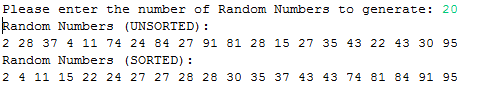 Please enter the number of Random Numbers to generate: 20
Random Numbers (UNSORTED):
2 28 37 4 11 74 24 84 27 91 81 28 15 27 35 43 22 43 30 95
Random Numbers (SORTED):
2 4 11 15 22 24 27 27 28 28 30 35 37 43 43 74 81 84 91 95